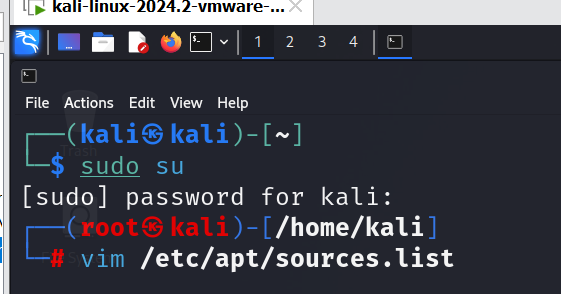 kali-linux-2024.2-vmware-...
1 2 3 4
File Actions Edit View Help
┌──(kali㉿kali)-[~]
└─$ sudo su
[sudo] password for kali:
┌──(root㉿kali)-[/home/kali]
└─# vim /etc/apt/sources.list